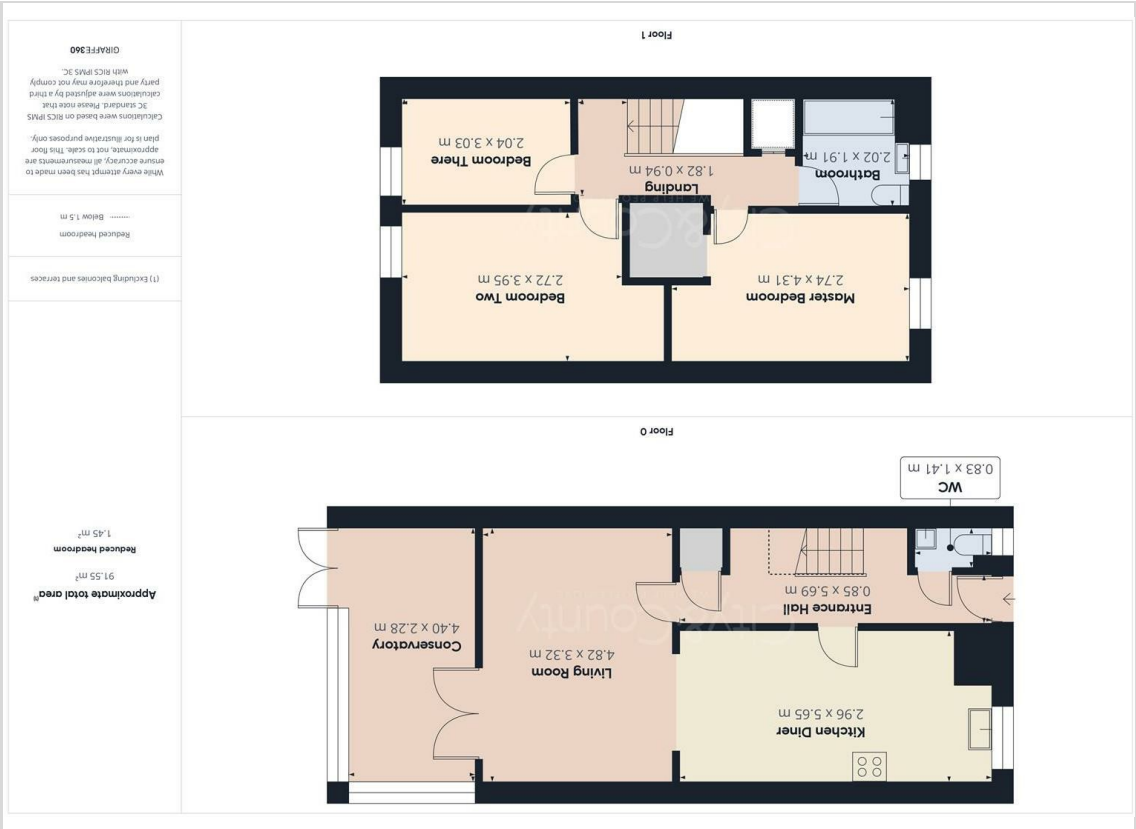 Approximate total area(1)
91.55 m²
Reduced headroom
1.45 m²
(1) Excluding balconies and terraces
Reduced headroom
Below 1.5 m
While every attempt has been made to
ensure accuracy, all measurements are
approximate, not to scale. This floor
plan is for illustrative purposes only.
Calculations were based on RICS IPMS
3C standard. Please note that
calculations were adjusted by a third
party and therefore may not comply
with RICS IPMS 3C.
GIRAFFE360
Kitchen Diner
2.96 x 5.65 m
Living Room
4.82 x 3.32 m
Conservatory
4.40 x 2.28 m
Entrance Hall
0.85 x 5.69 m
WC
0.83 x 1.41 m
City&County
Floor 0
Master Bedroom
2.74 x 4.31 m
Bedroom Two
2.72 x 3.95 m
Landing
1.82 x 0.94 m
Bathroom
2.02 x 1.91 m
Bedroom There
2.04 x 3.03 m
City&County
Floor 1